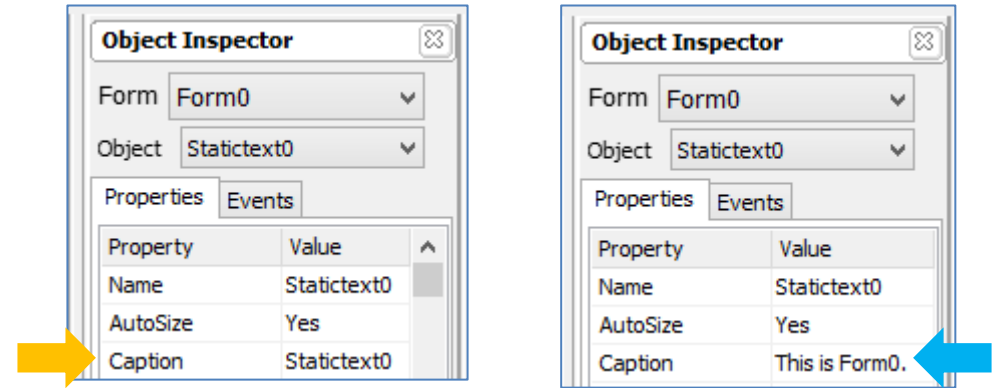 Object Inspector
Form Form0
Object Statictext0
Properties Events
Property Value
Name Statictext0
AutoSize Yes
Caption Statictext0
Object Inspector
Form Form0
Object Statictext0
Properties Events
Property Value
Name Statictext0
AutoSize Yes
Caption This is Form0.